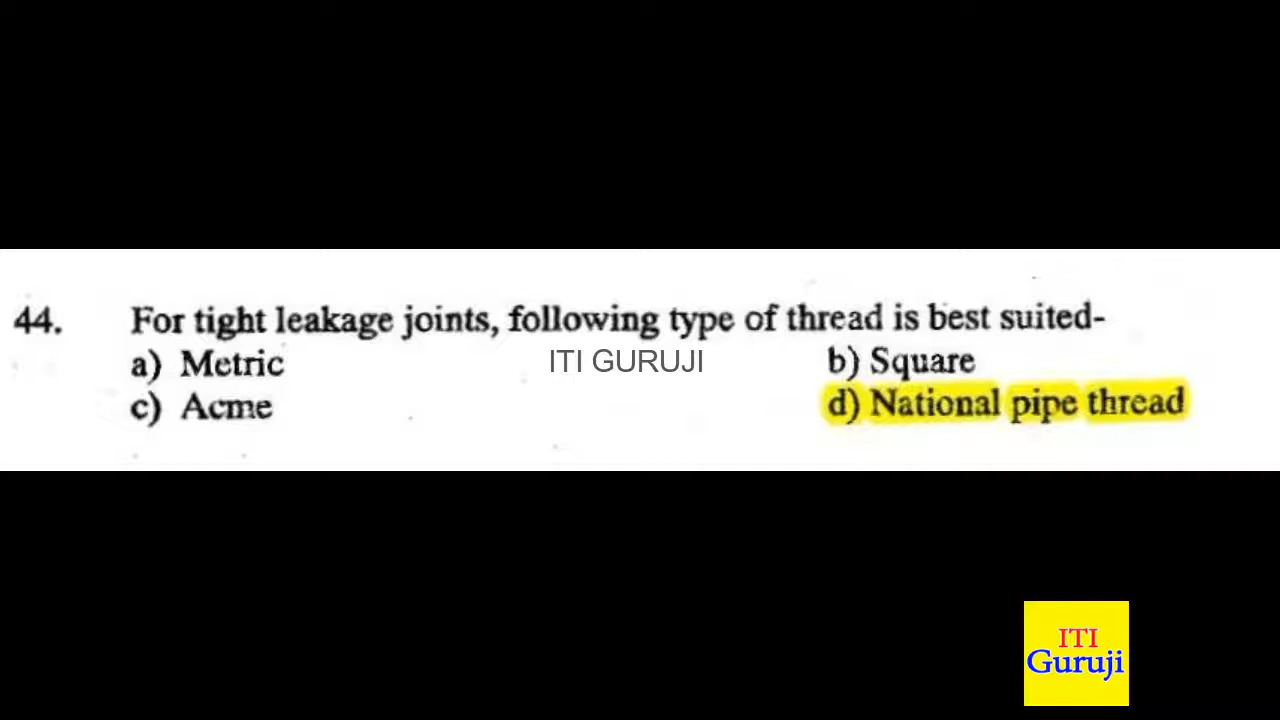 44. For tight leakage joints, following type of thread is best suited-
a) Metric ITI GURUJI b) Square
c) Acme d) National pipe thread
ITI
Guruji